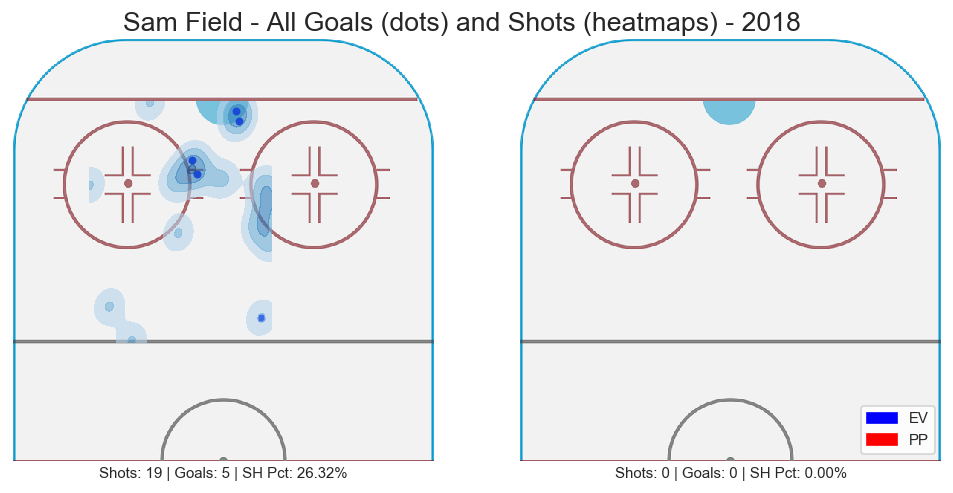 Sam Field - All Goals (dots) and Shots (heatmaps) - 2018
EV
PP
Shots: 19 | Goals: 5 | SH Pct: 26.32%
Shots: 0 | Goals: 0 | SH Pct: 0.00%